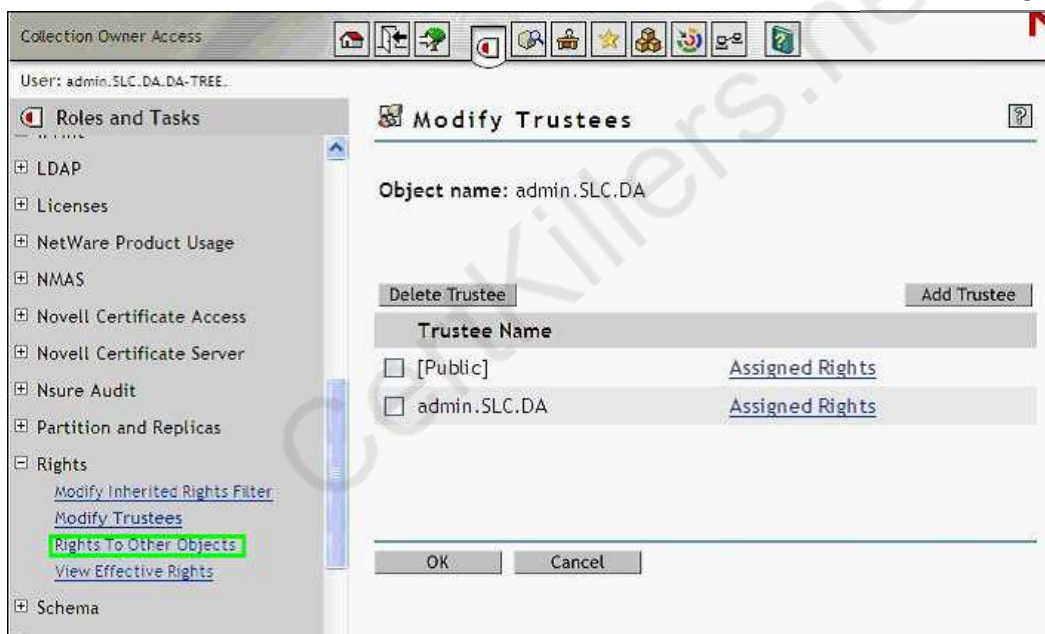 Collection Owner Access
N
User: admin.SLC.DA.DA-TREE.
Roles and Tasks
LDAP
Licenses
NetWare Product Usage
NMAS
Novell Certificate Access
Novell Certificate Server
Nsure Audit
Partition and Replicas
Rights
Modify Inherited Rights Filter
Modify Trustees
Rights To Other Objects
View Effective Rights
Schema
Modify Trustees
?
Object name: admin.SLC.DA
Delete Trustee Add Trustee
Trustee Name
[Public] Assigned Rights
admin.SLC.DA Assigned Rights
OK Cancel
CertKillers.net